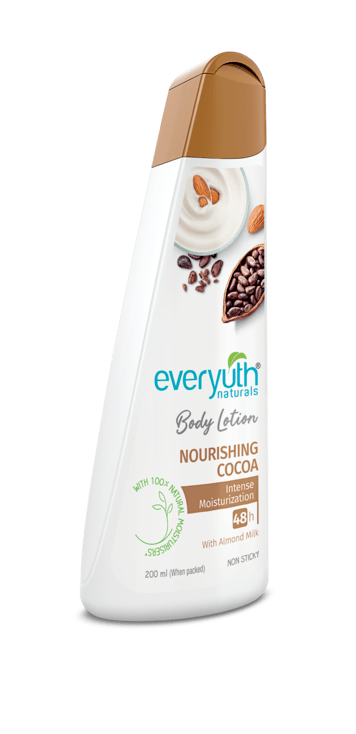 everyuth®
naturals
Body Lotion
NOURISHING
COCOA
Intense
Moisturization
48h
With Almond Milk
NON STICKY
WITH 100% NATURAL MOISTURISERS*
200 ml (When packed)